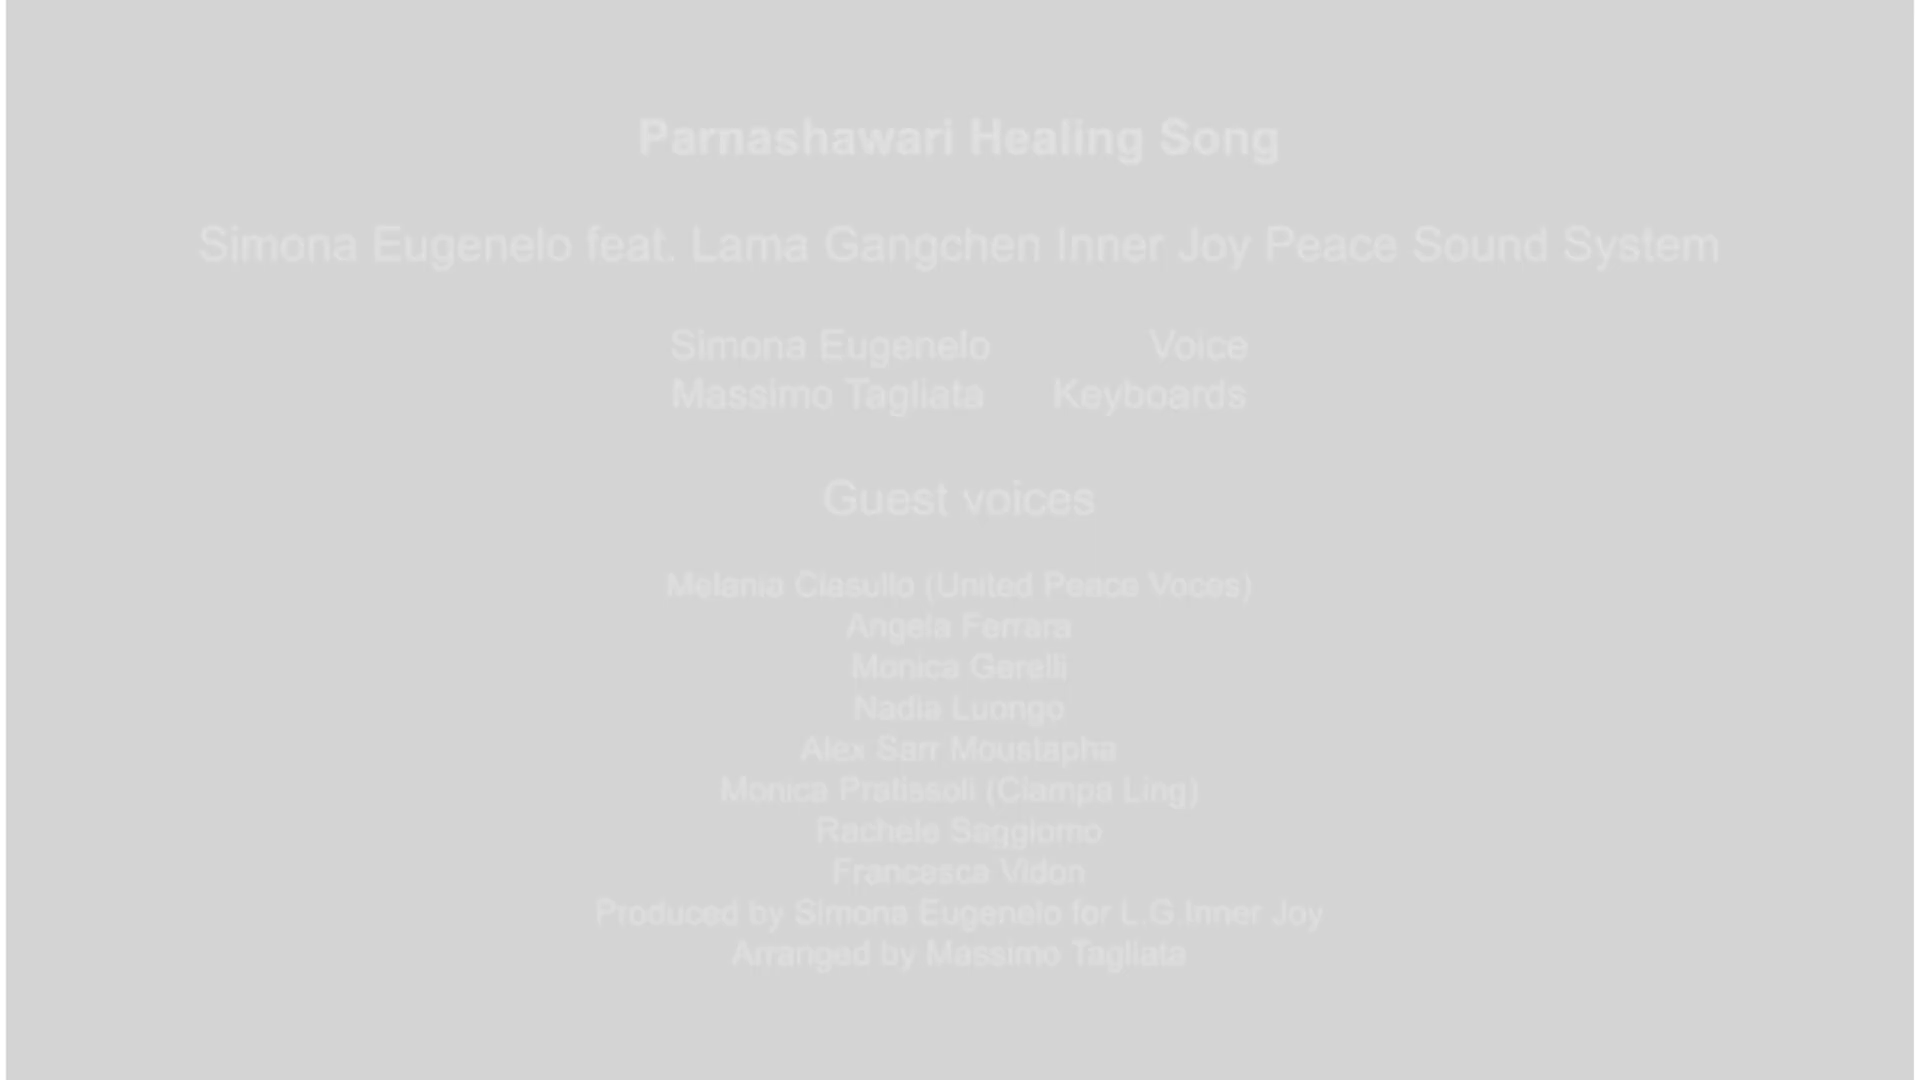 Parnashawari Healing Song
Simona Eugenelo feat. Lama Gangchen Inner Joy Peace Sound System
Simona Eugenelo Voice
Massimo Tagliata Keyboards
Guest voices
Melania Ciasullo (United Peace Voces)
Angela Ferrara
Monica Gerelli
Nadia Luongo
Alex Sarr Moustapha
Monica Pratissoli (Ciampa Ling)
Rachele Saggiomo
Francesca Vidon
Produced by Simona Eugenelo for L.G.Inner Joy
Arranged by Massimo Tagliata